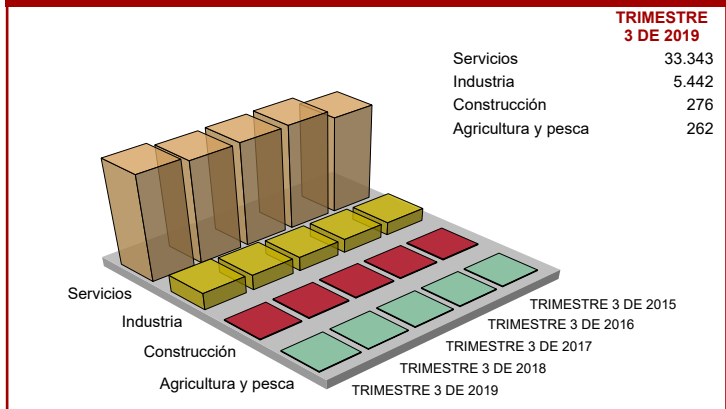 TRIMESTRE
3 DE 2019
Servicios 33.343
Industria 5.442
Construcción 276
Agricultura y pesca 262
Servicios
Industria
Construcción
Agricultura y pesca
TRIMESTRE 3 DE 2015
TRIMESTRE 3 DE 2016
TRIMESTRE 3 DE 2017
TRIMESTRE 3 DE 2018
TRIMESTRE 3 DE 2019